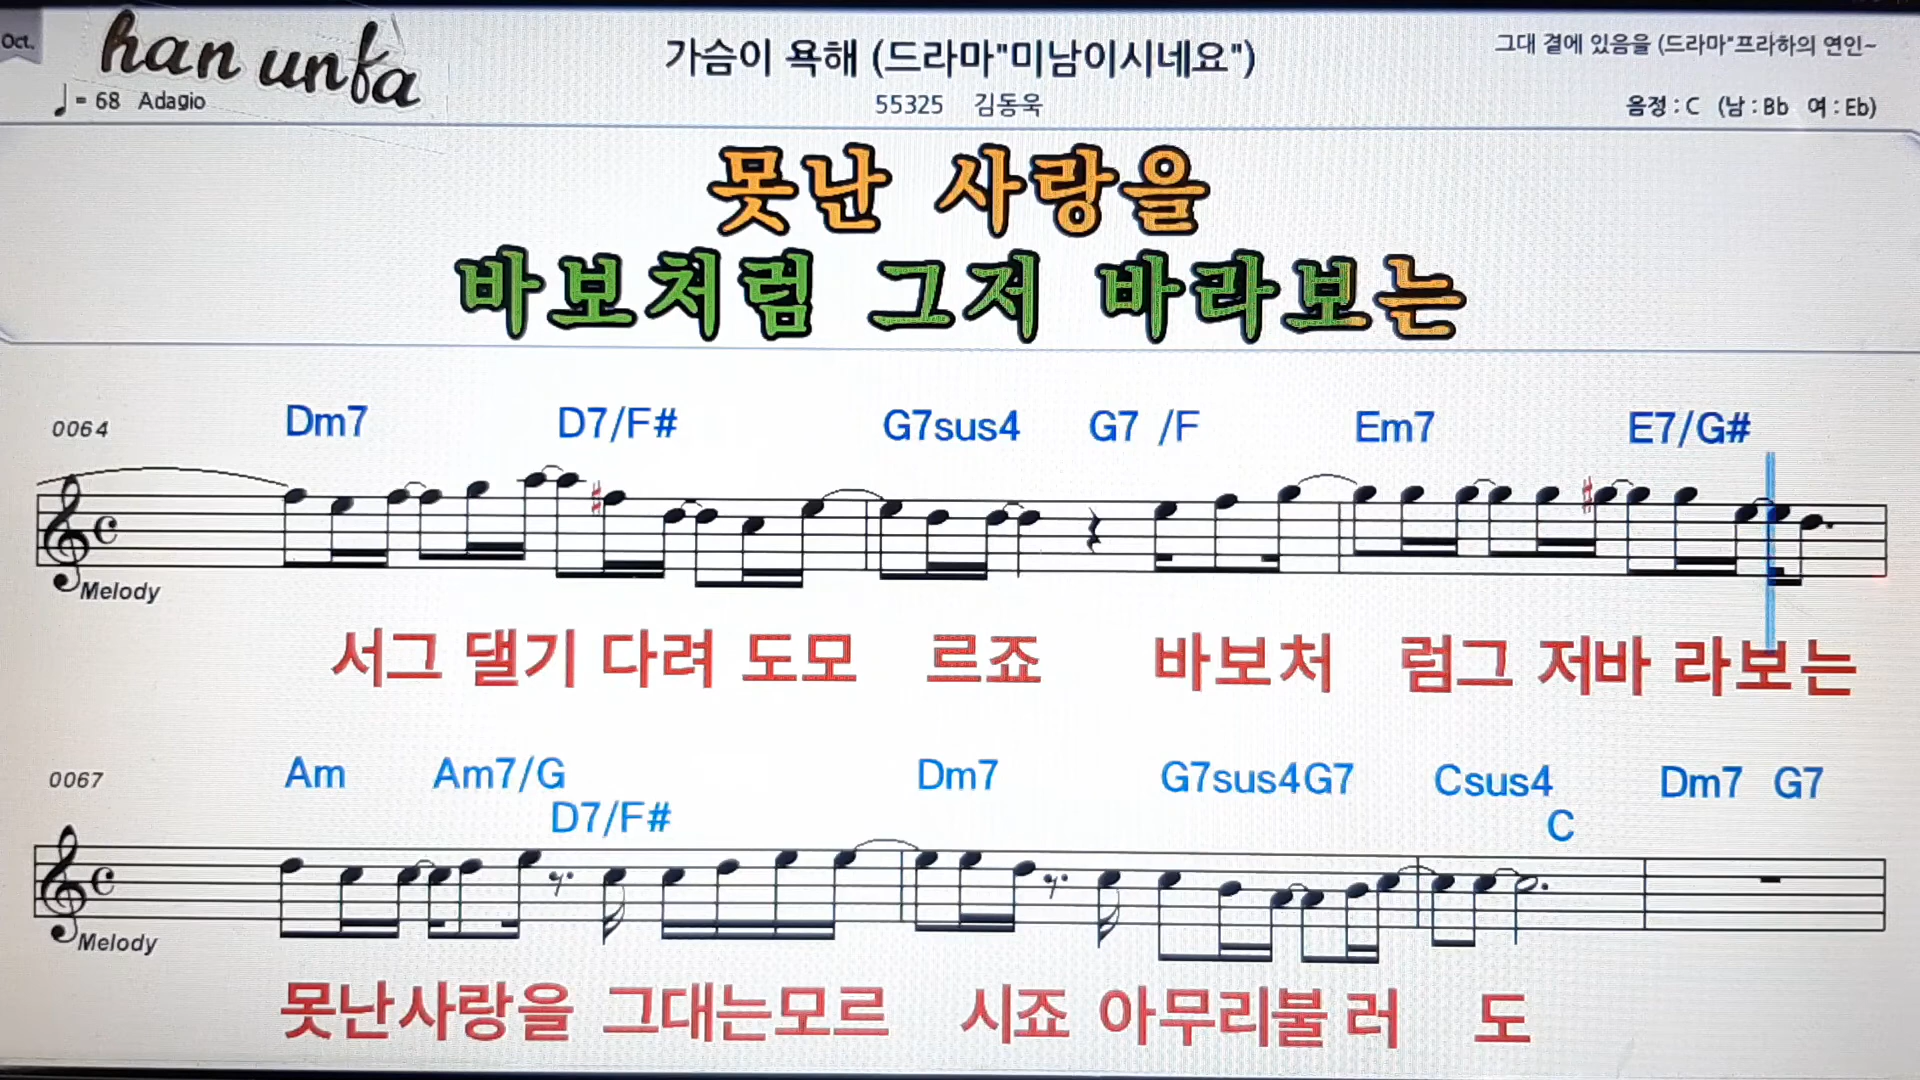 Oct.
han unfa
가슴이 욕해 (드라마"미남이시네요")
그대 곁에 있음을 (드라마"프라하의 연인~
= 68 Adagio
55325 김동욱
음정 : C (남 : Bb 여 : Eb)
못난 사랑을
바보처럼 그저 바라보는
0064 Dm7 D7/F# G7sus4 G7 /F Em7 E7/G#
Melody
서그 댈기 다려 도모 르죠 바보처 럼그 저바 라보는
0067 Am Am7/G D7/F# Dm7 G7sus4G7 Csus4 C Dm7 G7
Melody
못난사랑을 그대는모르 시죠 아무리불 러 도